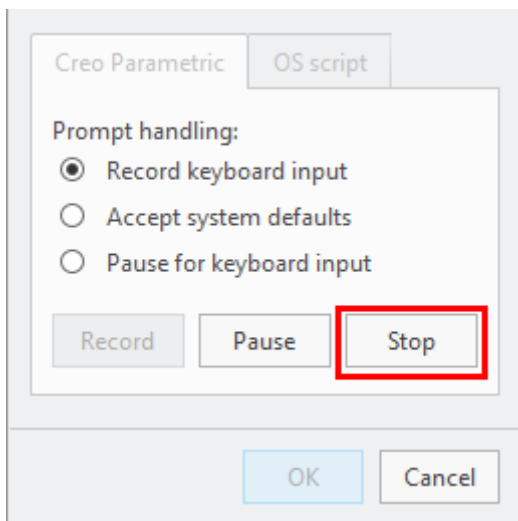 Creo Parametric OS script
Prompt handling:
Record keyboard input
Accept system defaults
Pause for keyboard input
Record Pause Stop
OK Cancel